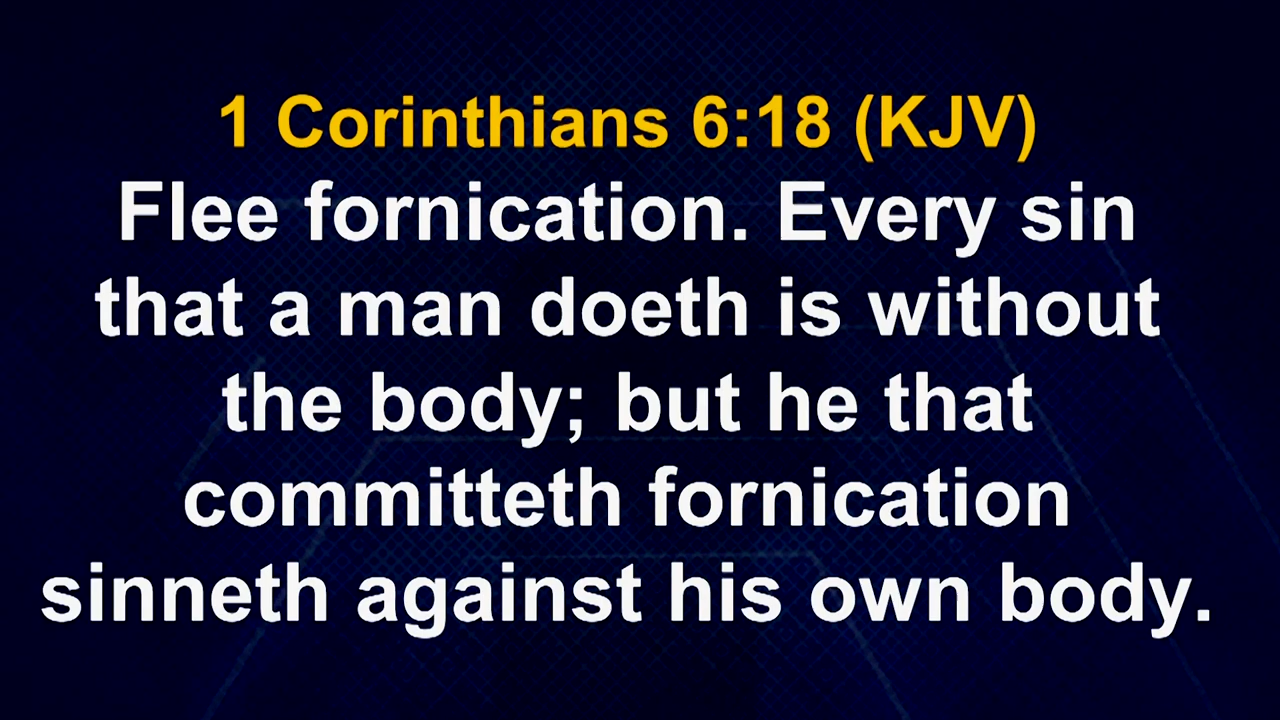 1 Corinthians 6:18 (KJV)
Flee fornication. Every sin
that a man doeth is without
the body; but he that
committeth fornication
sinneth against his own body.